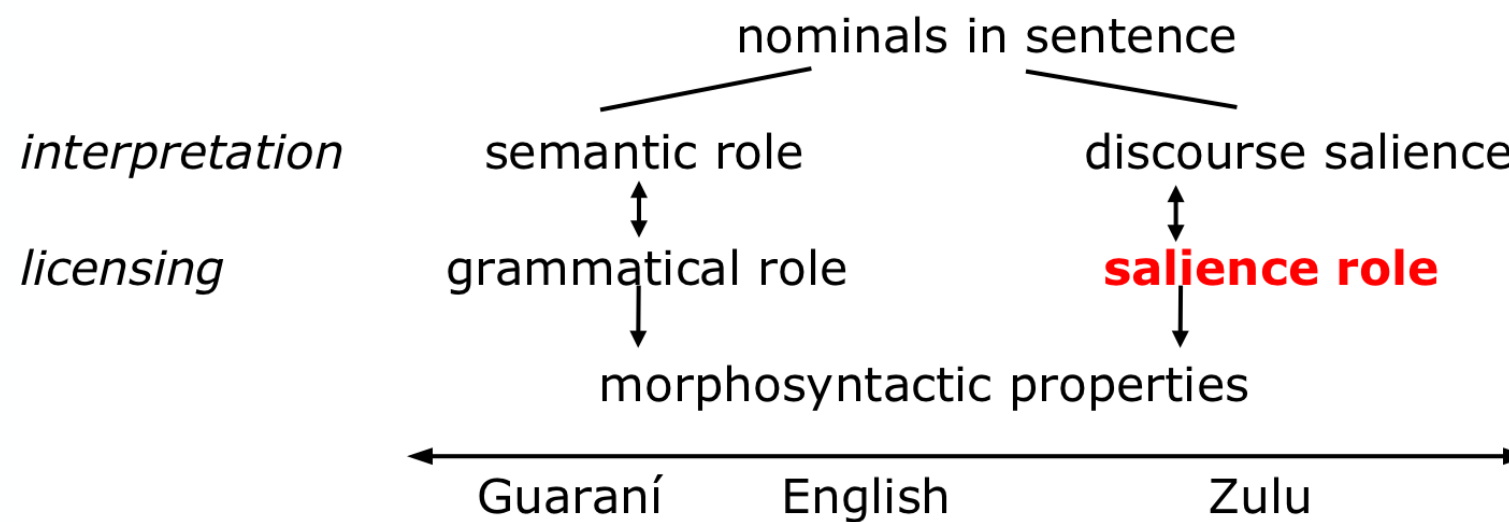 nominals in sentence
interpretation semantic role discourse salience
licensing grammatical role salience role
morphosyntactic properties
Guaraní English Zulu